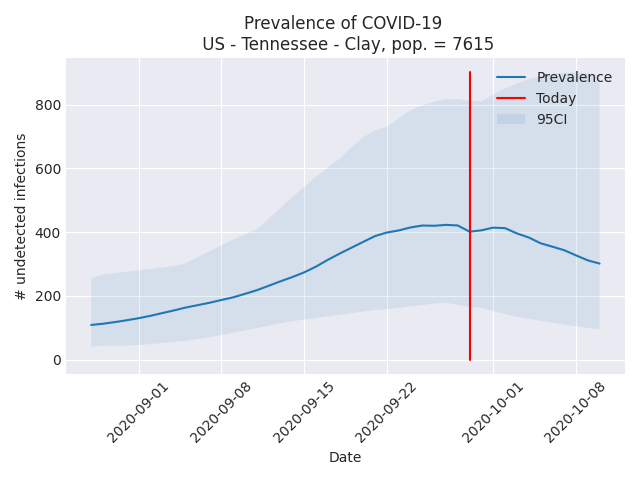 Prevalence of COVID-19
US - Tennessee - Clay, pop. = 7615
Prevalence
Today
95CI
# undetected infections
800
600
400
200
0
2020-09-01
2020-09-08
2020-09-15
2020-09-22
2020-10-01
2020-10-08
Date